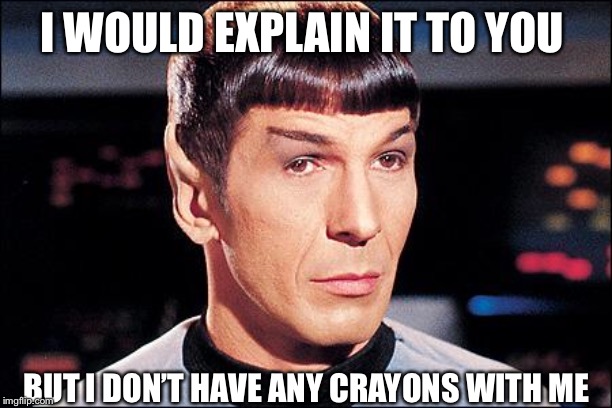 I WOULD EXPLAIN IT TO YOU
BUT I DON'T HAVE ANY CRAYONS WITH ME
imgflip.com